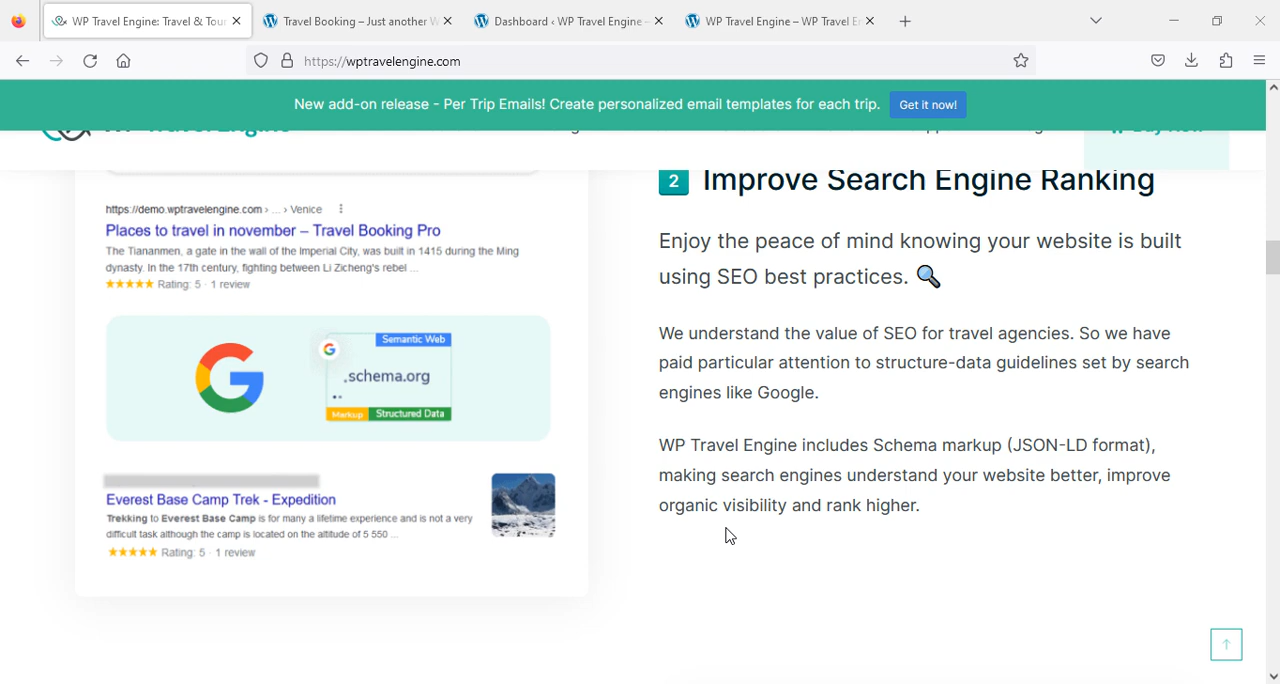 WP Travel Engine: Travel & Tour
Travel Booking – Just another W
Dashboard ‹ WP Travel Engine –
WP Travel Engine – WP Travel E
https://wptravelengine.com
New add-on release - Per Trip Emails! Create personalized email templates for each trip.
Get it now!
WP Travel Engine
Buy Now
https://demo.wptravelengine.com › ... › Venice
Places to travel in november – Travel Booking Pro
The Tiananmen, a gate in the wall of the Imperial City, was built in 1415 during the Ming
dynasty. In the 17th century, fighting between Li Zicheng's rebel ...
★★★★★ Rating: 5 · 1 review
Semantic Web
.schema.org
Markup
Structured Data
Everest Base Camp Trek - Expedition
Trekking to Everest Base Camp is for many a lifetime experience and is not a very
difficult task although the camp is located on the altitude of 5 550 ...
★★★★★ Rating: 5 · 1 review
2 Improve Search Engine Ranking
Enjoy the peace of mind knowing your website is built
using SEO best practices. 🔍
We understand the value of SEO for travel agencies. So we have
paid particular attention to structure-data guidelines set by search
engines like Google.
WP Travel Engine includes Schema markup (JSON-LD format),
making search engines understand your website better, improve
organic visibility and rank higher.